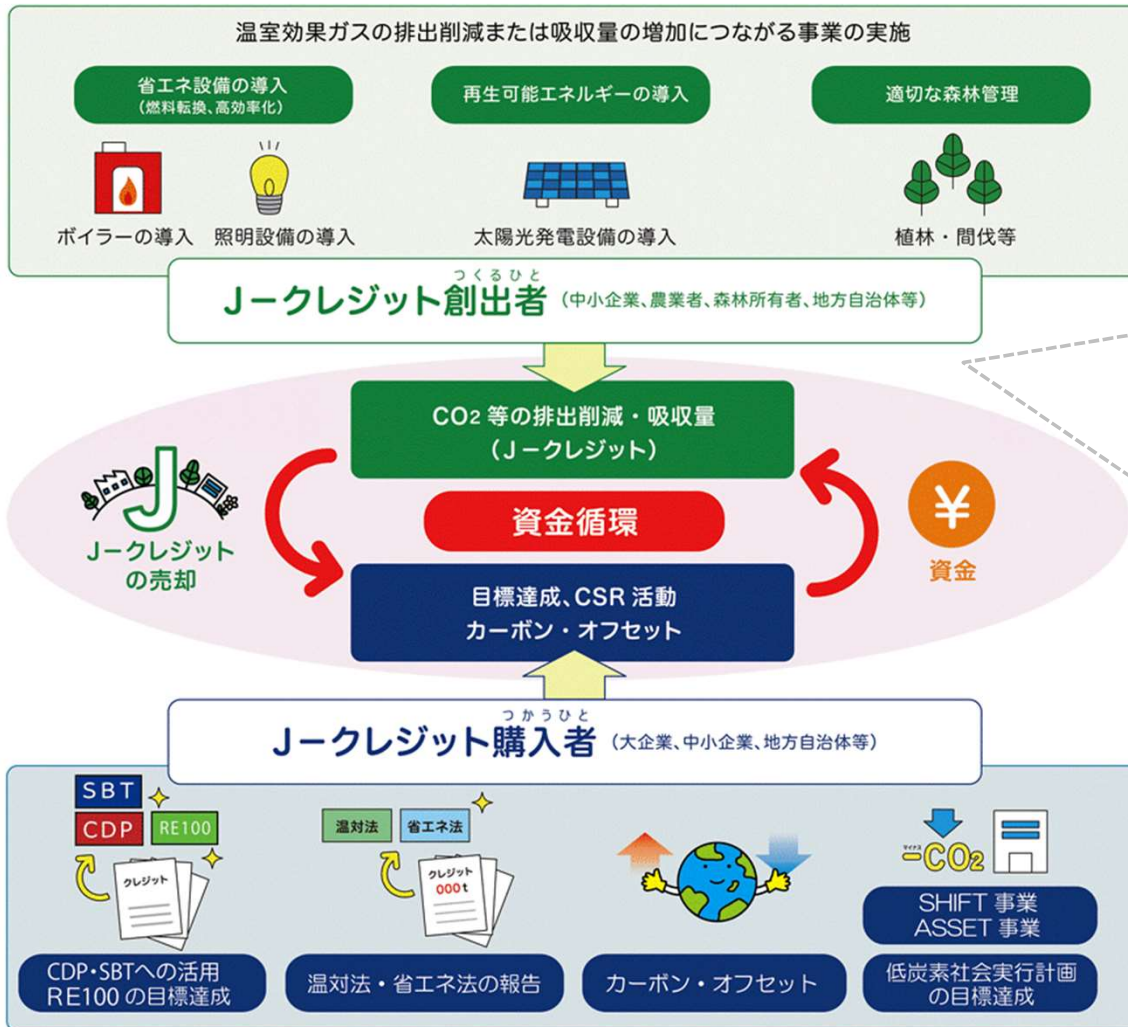 温室効果ガスの排出削減または吸収量の増加につながる事業の実施
省エネ設備の導入
(燃料転換、高効率化)
再生可能エネルギーの導入
適切な森林管理
ボイラーの導入
照明設備の導入
太陽光発電設備の導入
植林・間伐等
つくるひと
Jークレジット創出者 (中小企業、農業者、森林所有者、地方自治体等)
CO2 等の排出削減・吸収量
(Jークレジット)
J
Jークレジット
の売却
資金循環
¥
資金
目標達成、CSR 活動
カーボン・オフセット
つかうひと
Jークレジット購入者 (大企業、中小企業、地方自治体等)
SBT
CDP
RE100
クレジット
CDP・SBTへの活用
RE100 の目標達成
温対法
省エネ法
クレジット
000t
温対法・省エネ法の報告
カーボン・オフセット
マイナス
-CO2
SHIFT 事業
ASSET 事業
低炭素社会実行計画
の目標達成